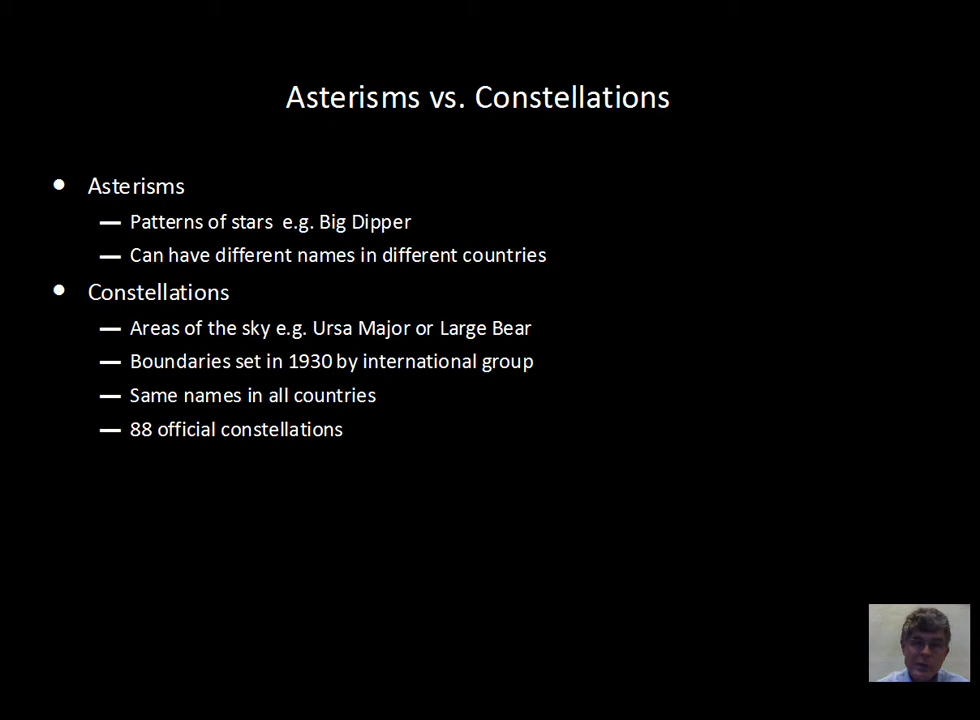 Asterisms vs. Constellations
• Asterisms
— Patterns of stars e.g. Big Dipper
— Can have different names in different countries
• Constellations
— Areas of the sky e.g. Ursa Major or Large Bear
— Boundaries set in 1930 by international group
— Same names in all countries
— 88 official constellations